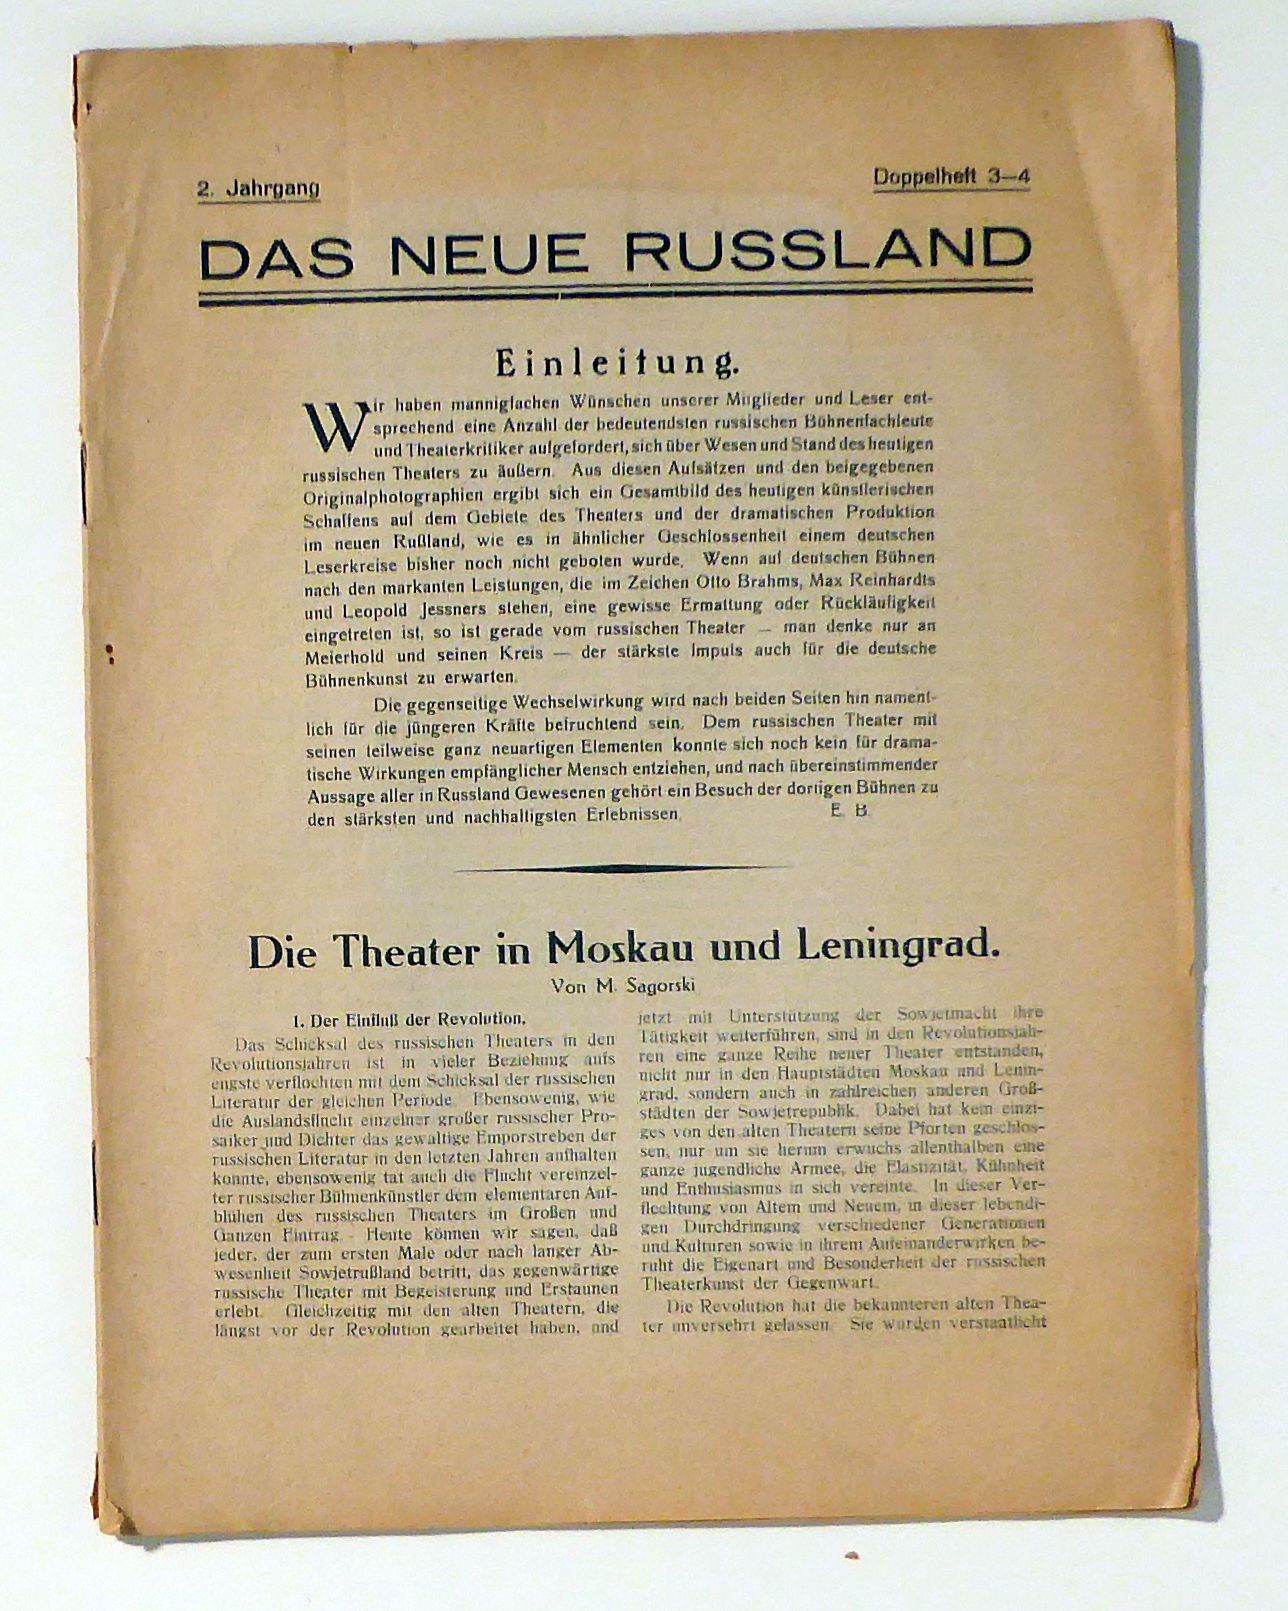 2. Jahrgang
Doppelheft 3—4
DAS NEUE RUSSLAND
Einleitung.
Wir haben mannigfachen Wünschen unserer Mitglieder und Leser ent-
sprechend eine Anzahl der bedeutendsten russischen Bühnenfachleute
und Theaterkritiker aufgefordert, sich über Wesen und Stand des heutigen
russischen Theaters zu äußern. Aus diesen Aufsätzen und den beigegebenen
Originalphotographien ergibt sich ein Gesamtbild des heutigen künstlerischen
Schaffens auf dem Gebiete des Theaters und der dramatischen Produktion
im neuen Rußland, wie es in ähnlicher Geschlossenheit einem deutschen
Leserkreise bisher noch nicht geboten wurde. Wenn auf deutschen Bühnen
nach den markanten Leistungen, die im Zeichen Otto Brahms, Max Reinhardts
und Leopold Jessners stehen, eine gewisse Ermattung oder Rückläufigkeit
eingetreten ist, so ist gerade vom russischen Theater — man denke nur an
Meierhold und seinen Kreis — der stärkste Impuls auch für die deutsche
Bühnenkunst zu erwarten.
Die gegenseitige Wechselwirkung wird nach beiden Seiten hin nament-
lich für die jüngeren Kräfte befruchtend sein. Dem russischen Theater mit
seinen teilweise ganz neuartigen Elementen konnte sich noch kein für drama-
tische Wirkungen empfänglicher Mensch entziehen, und nach übereinstimmender
Aussage aller in Russland Gewesenen gehört ein Besuch der dortigen Bühnen zu
den stärksten und nachhaltigsten Erlebnissen. E. B.
Die Theater in Moskau und Leningrad.
Von M. Sagorski
I. Der Einfluß der Revolution.
Das Schicksal des russischen Theaters in den
Revolutionsjahren ist in vieler Beziehung aufs
engste verflochten mit dem Schicksal der russischen
Literatur der gleichen Periode. Ebensowenig, wie
die Auslandsflucht einzelner großer russischer Pro-
saiker und Dichter das gewaltige Emporstreben der
russischen Literatur in den letzten Jahren aufhalten
konnte, ebensowenig tat auch die Flucht vereinzel-
ter russischer Bühnenkünstler dem elementaren Auf-
blühen des russischen Theaters im Großen und
Ganzen Eintrag. Heute können wir sagen, daß
jeder, der zum ersten Male oder nach langer Ab-
wesenheit Sowjetrußland betritt, das gegenwärtige
russische Theater mit Begeisterung und Erstaunen
erlebt. Gleichzeitig mit den alten Theatern, die
längst vor der Revolution gearbeitet haben, und
jetzt mit Unterstützung der Sowjetmacht ihre
Tätigkeit weiterführen, sind in den Revolutionsjah-
ren eine ganze Reihe neuer Theater entstanden,
nicht nur in den Hauptstädten Moskau und Lenin-
grad, sondern auch in zahlreichen anderen Groß-
städten der Sowjetrepublik. Dabei hat kein einzi-
ges von den alten Theatern seine Pforten geschlos-
sen, nur um sie herum erwuchs allenthalben eine
ganze jugendliche Armee, die Elastizität, Kühnheit
und Enthusiasmus in sich vereinte. In dieser Ver-
flechtung von Altem und Neuem, in dieser lebendi-
gen Durchdringung verschiedener Generationen
und Kulturen sowie in ihrem Aufeinanderwirken be-
ruht die Eigenart und Besonderheit der russischen
Theaterkunst der Gegenwart.
Die Revolution hat die bekannteren alten Thea-
ter unversehrt gelassen. Sie wurden verstaatlicht